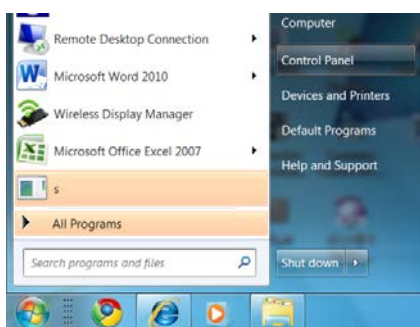 Remote Desktop Connection
Microsoft Word 2010
Wireless Display Manager
Microsoft Office Excel 2007
s
All Programs
Search programs and files
Computer
Control Panel
Devices and Printers
Default Programs
Help and Support
Shut down